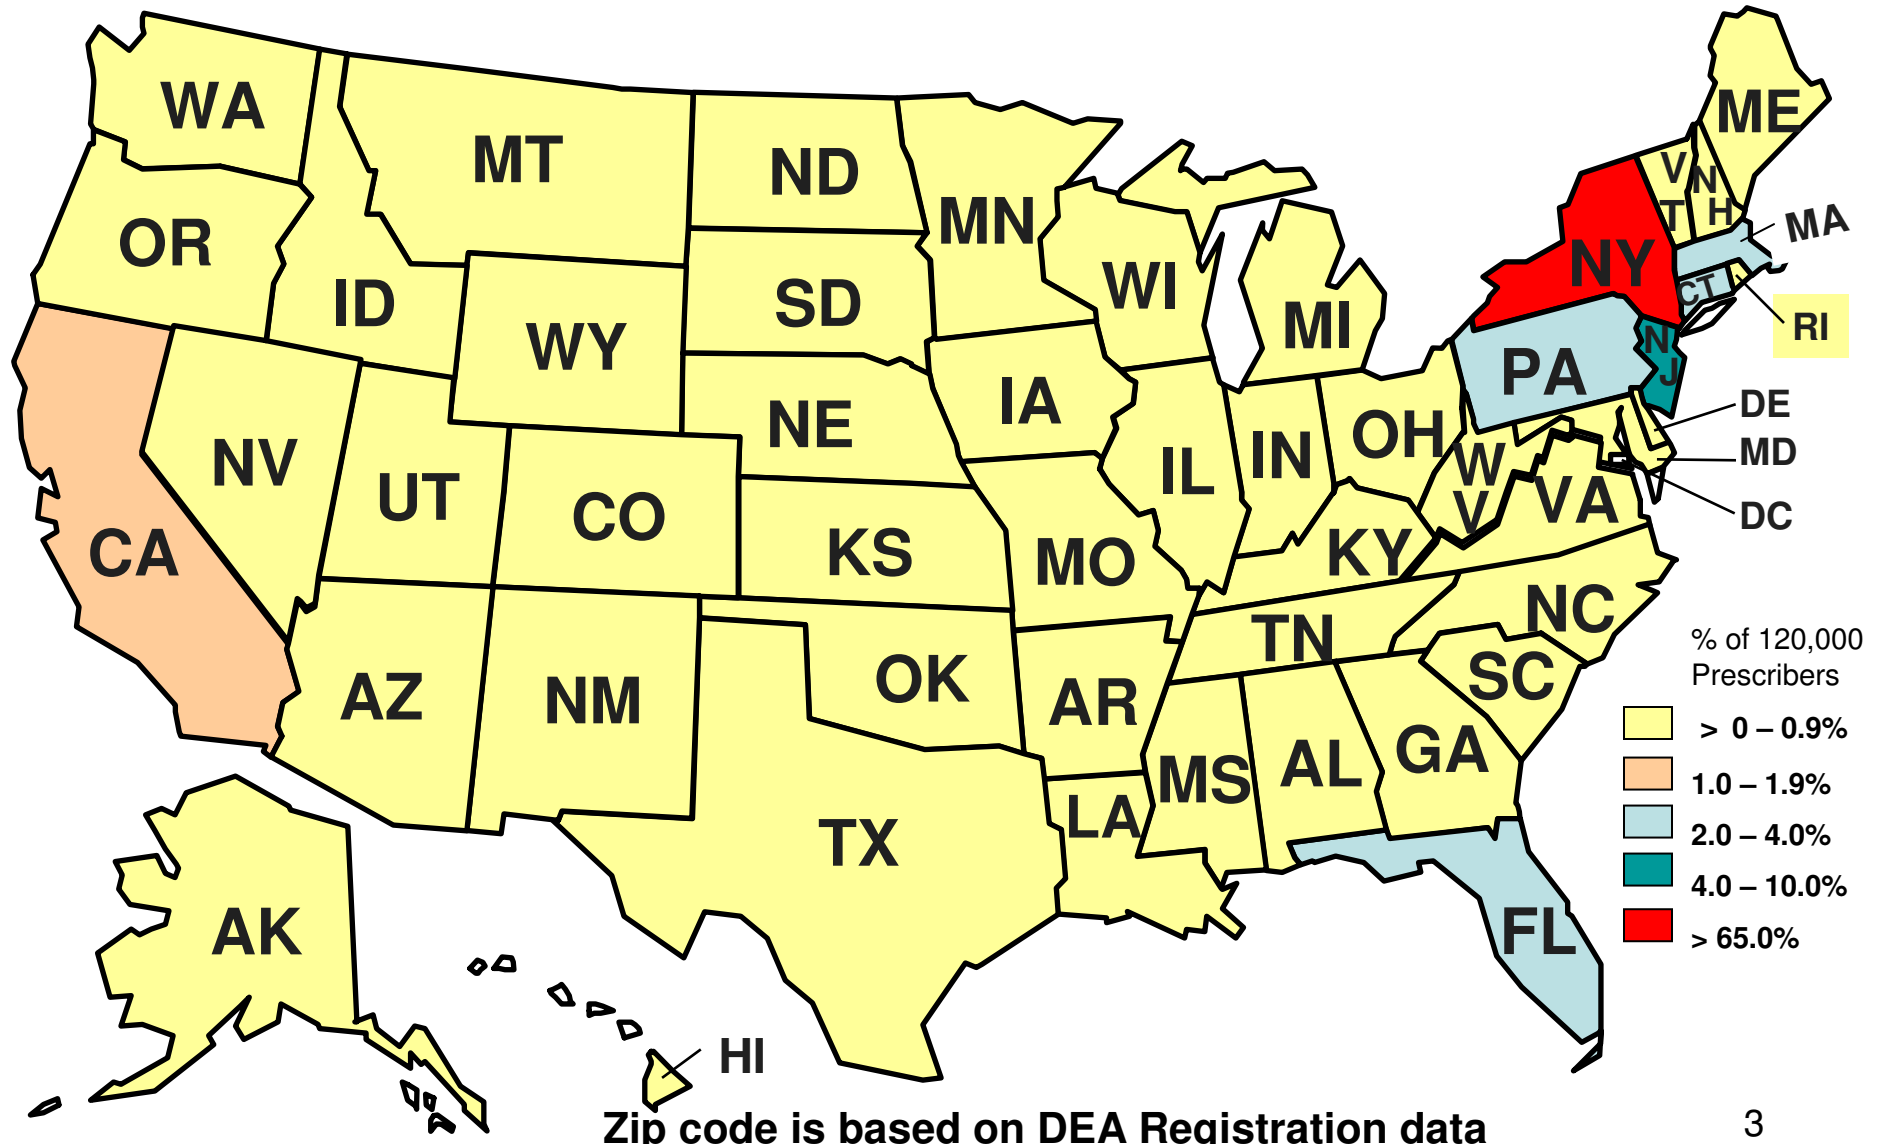 WA
MT
ND
MN
ME
V
T
N
H
MA
OR
ID
SD
WI
MI
NY
CT
RI
WY
NE
IA
PA
N
J
DE
MD
DC
NV
UT
CO
KS
MO
IL
IN
OH
W
V
VA
KY
CA
AZ
NM
OK
AR
TN
NC
SC
MS
AL
GA
LA
TX
FL
AK
HI
% of 120,000
Prescribers
> 0 – 0.9%
1.0 – 1.9%
2.0 – 4.0%
4.0 – 10.0%
> 65.0%
Zip code is based on DEA Registration data
3